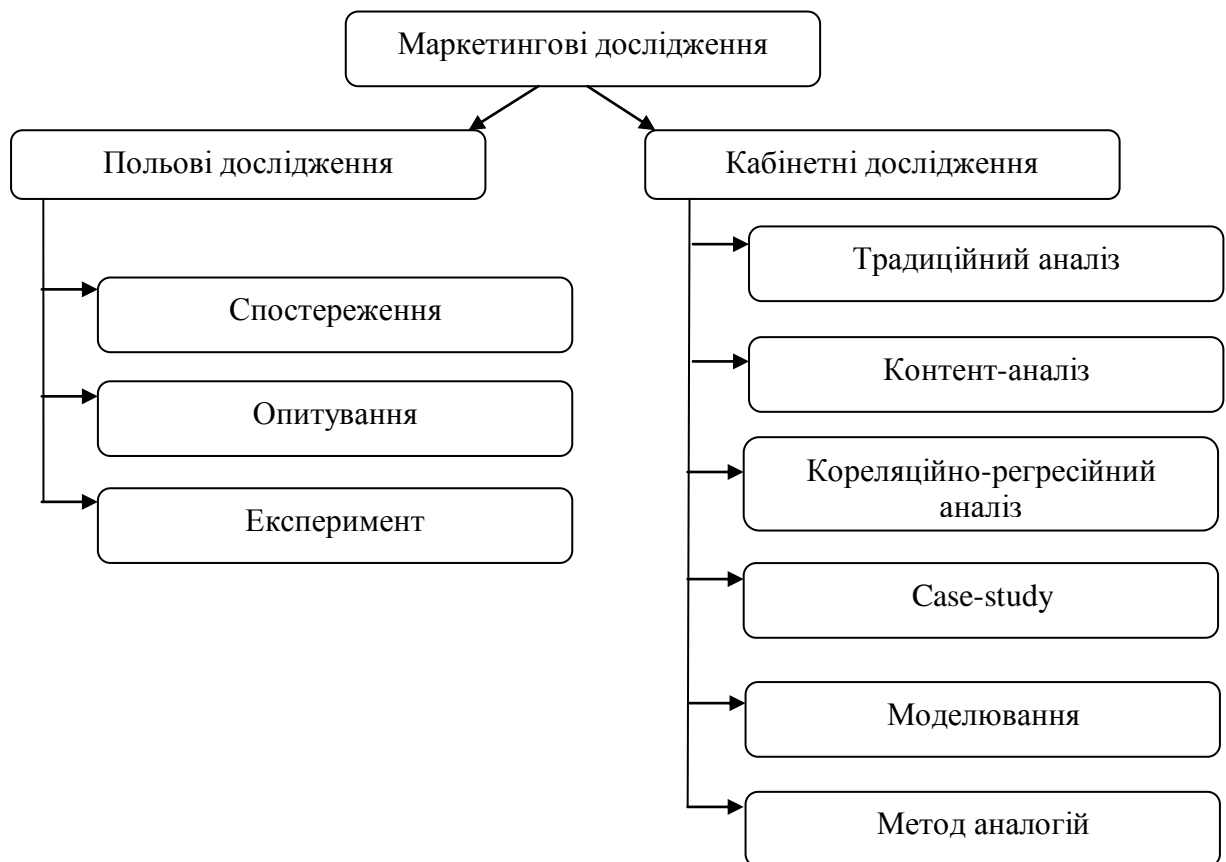 Маркетингові дослідження
Польові дослідження
Кабінетні дослідження
Спостереження
Опитування
Експеримент
Традиційний аналіз
Контент-аналіз
Кореляційно-регресійний
аналіз
Case-study
Моделювання
Метод аналогій